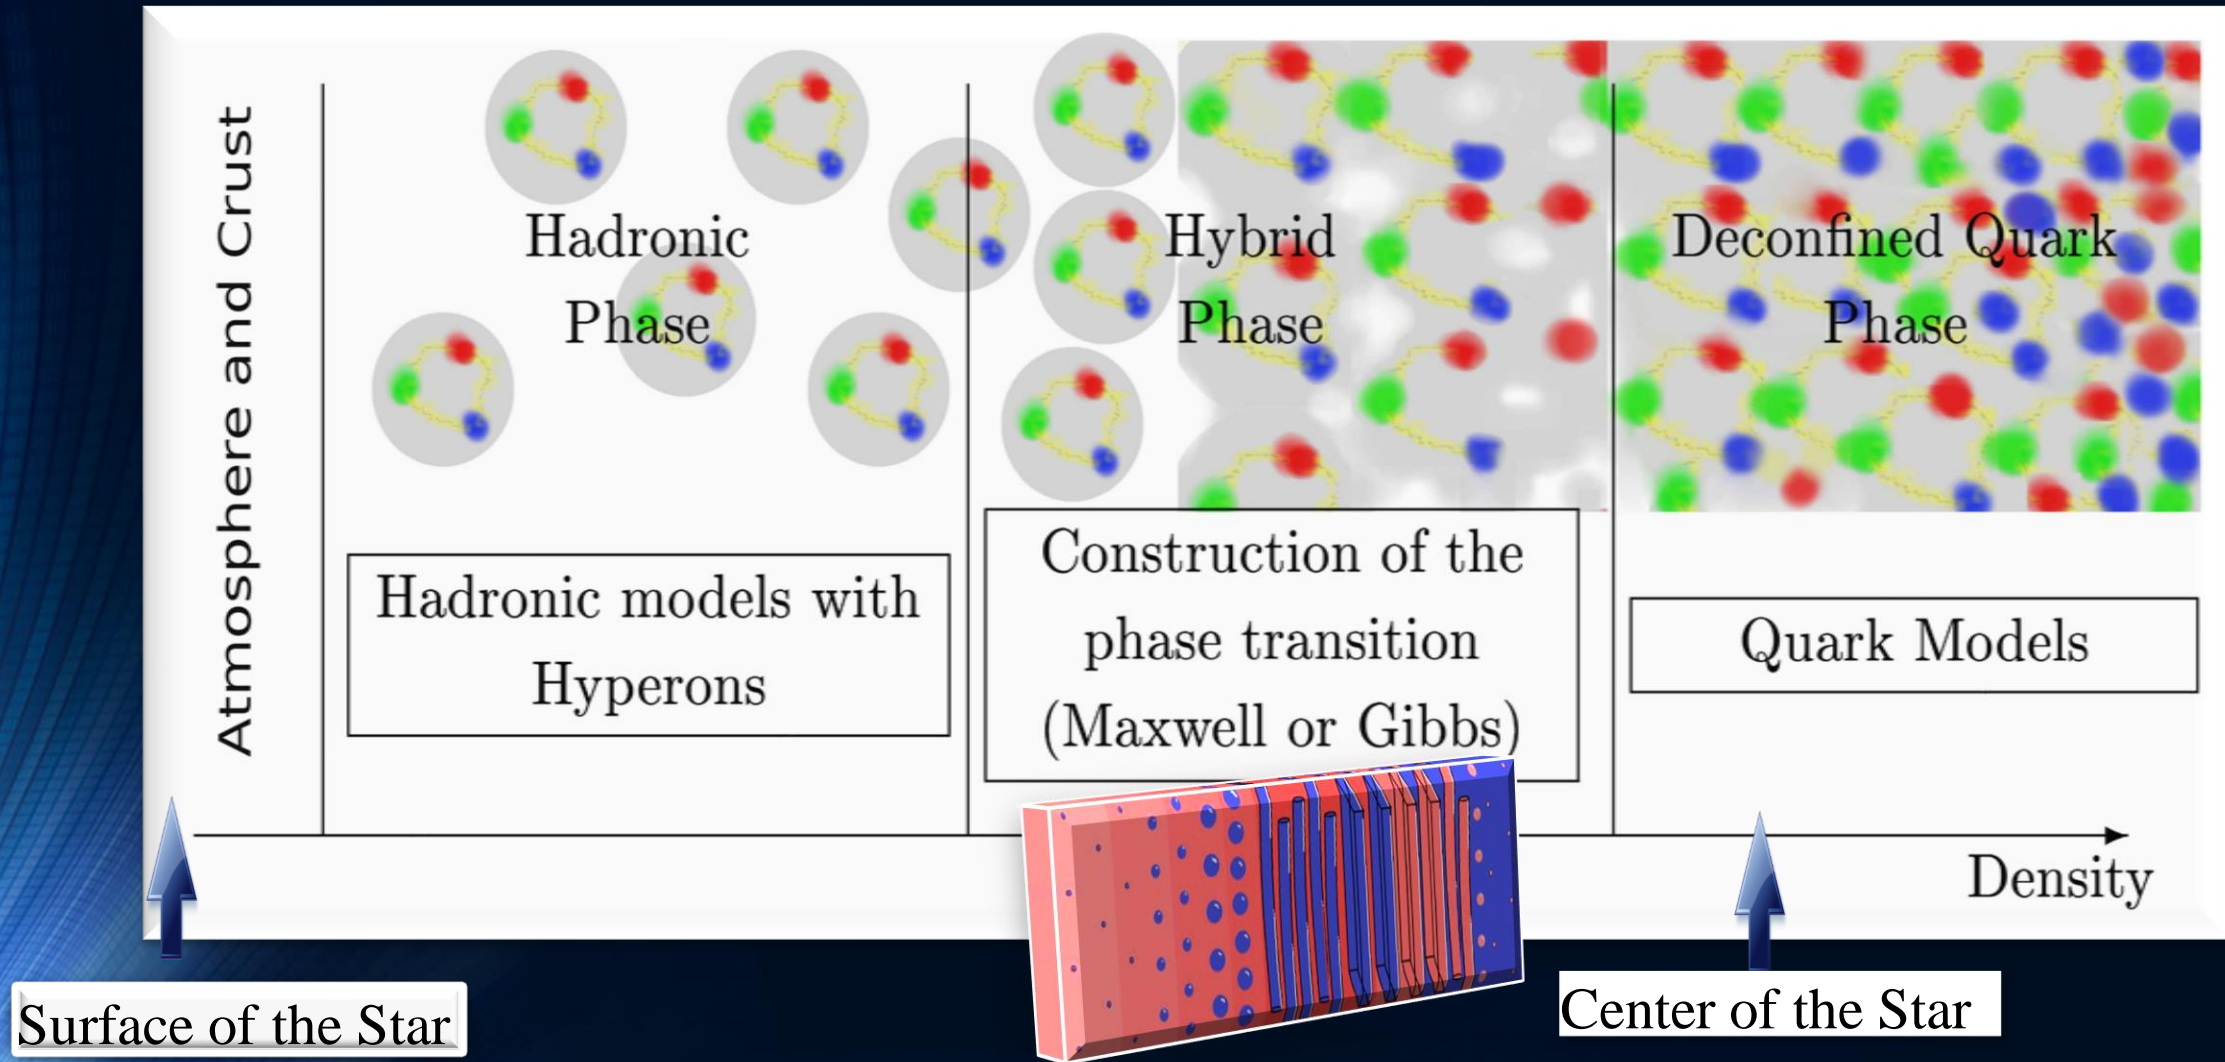 Atmosphere and Crust
Hadronic
Phase
Hybrid
Phase
Deconfined Quark
Phase
Hadronic models with
Hyperons
Construction of the
phase transition
(Maxwell or Gibbs)
Quark Models
Density
Surface of the Star
Center of the Star